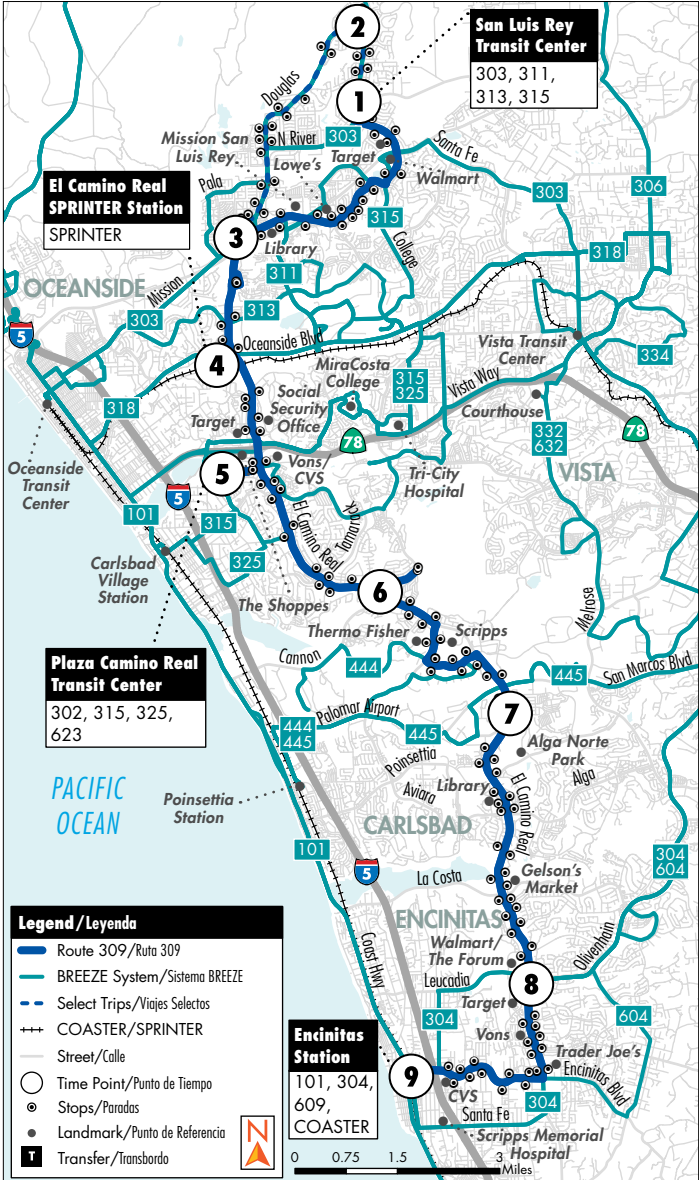 2
San Luis Rey
Transit Center
303, 311,
313, 315
Douglas
1
N River
303
Mission San
Luis Rey
Lowe's
Target
Walmart
Santa Fe
Pala
303
306
El Camino Real
SPRINTER Station
SPRINTER
3
Library
315
College
311
318
OCEANSIDE
Mission
303
313
Oceanside Blvd
5
4
MiraCosta
College
315
325
Vista Way
Vista Transit
Center
334
318
Social
Security
Office
Target
Courthouse
78
332
632
78
Oceanside
Transit
Center
5
Vons/
CVS
Tri-City
Hospital
VISTA
5
101
315
El Camino Real
Tamarack
325
Carlsbad
Village
Station
The Shoppes
6
Thermo Fisher
Scripps
Melrose
Cannon
444
San Marcos Blvd
445
Plaza Camino Real
Transit Center
302, 315, 325,
623
444
445
Palomar Airport
445
7
Poinsettia
Alga Norte
Park
Alga
PACIFIC
OCEAN
Poinsettia
Station
Aviara
Library
El Camino Real
CARLSBAD
101
5
La Costa
Gelson's
Market
304
604
ENCINITAS
Legend/Leyenda
Route 309/Ruta 309
BREEZE System/Sistema BREEZE
Select Trips/Viajes Selectos
COASTER/SPRINTER
Street/Calle
Time Point/Punto de Tiempo
Stops/Paradas
Landmark/Punto de Referencia
T Transfer/Transbordo
N
Coast Hwy
Walmart/
The Forum
Olivenhain
Leucadia
8
Target
304
604
Vons
Encinitas
Station
101, 304,
609,
COASTER
9
Trader Joe's
Encinitas Blvd
CVS
304
Santa Fe
Scripps Memorial
Hospital
0 0.75 1.5 3
Miles